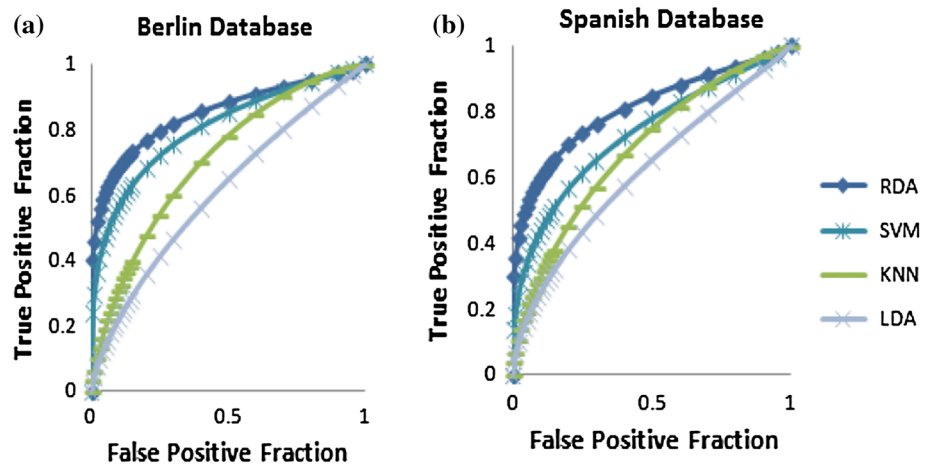 (a)
Berlin Database
True Positive Fraction
1
0.8
0.6
0.4
0.2
0
0
0.5
1
False Positive Fraction
(b)
Spanish Database
True Positive Fraction
1
0.8
0.6
0.4
0.2
0
0
0.5
1
False Positive Fraction
RDA
SVM
KNN
LDA